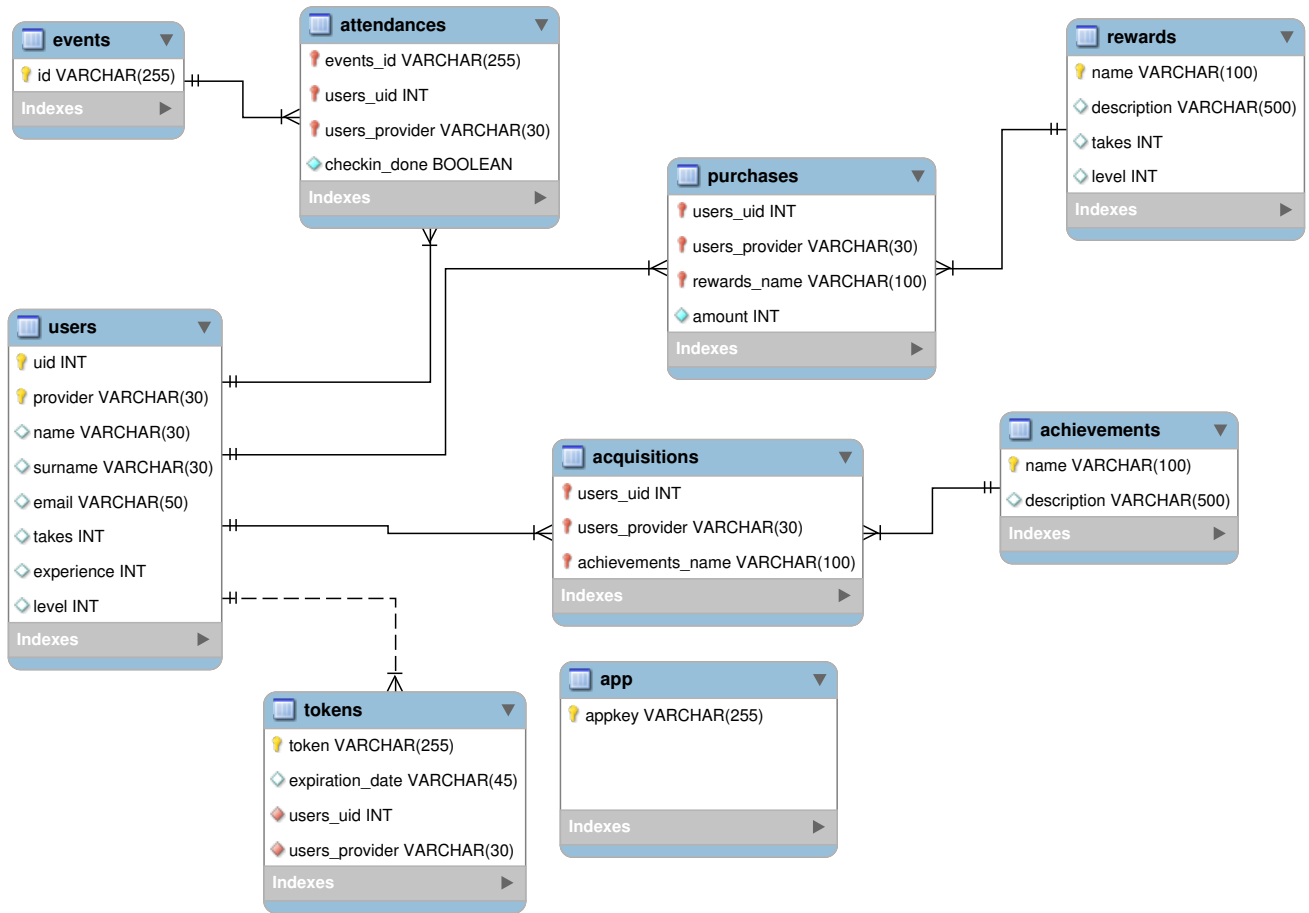 events
id VARCHAR(255)
Indexes
attendances
events_id VARCHAR(255)
users_uid INT
users_provider VARCHAR(30)
checkin_done BOOLEAN
Indexes
rewards
name VARCHAR(100)
description VARCHAR(500)
takes INT
level INT
Indexes
purchases
users_uid INT
users_provider VARCHAR(30)
rewards_name VARCHAR(100)
amount INT
Indexes
users
uid INT
provider VARCHAR(30)
name VARCHAR(30)
surname VARCHAR(30)
email VARCHAR(50)
takes INT
experience INT
level INT
Indexes
acquisitions
users_uid INT
users_provider VARCHAR(30)
achievements_name VARCHAR(100)
Indexes
achievements
name VARCHAR(100)
description VARCHAR(500)
Indexes
tokens
token VARCHAR(255)
expiration_date VARCHAR(45)
users_uid INT
users_provider VARCHAR(30)
Indexes
app
appkey VARCHAR(255)
Indexes